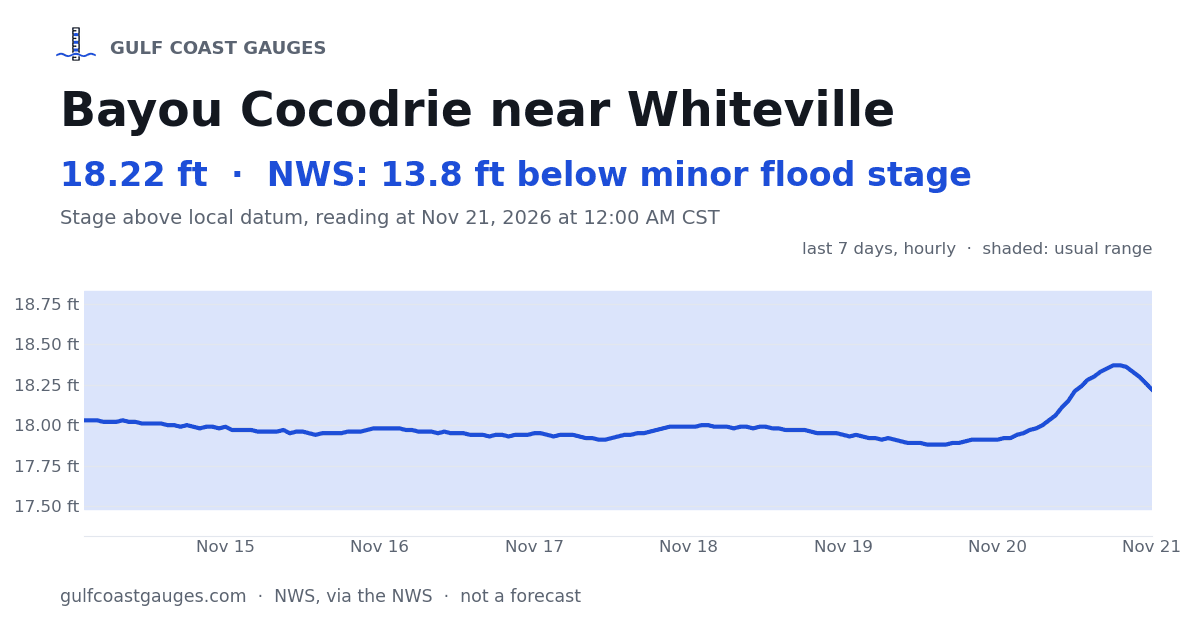 GULF COAST GAUGES
Bayou Cocodrie near Whiteville
18.22 ft · NWS: 13.8 ft below minor flood stage
Stage above local datum, reading at Nov 21, 2026 at 12:00 AM CST
last 7 days, hourly · shaded: usual range
18.75 ft
18.50 ft
18.25 ft
18.00 ft
17.75 ft
17.50 ft
Nov 15 Nov 16 Nov 17 Nov 18 Nov 19 Nov 20 Nov 21
gulfcoastgauges.com · NWS, via the NWS · not a forecast